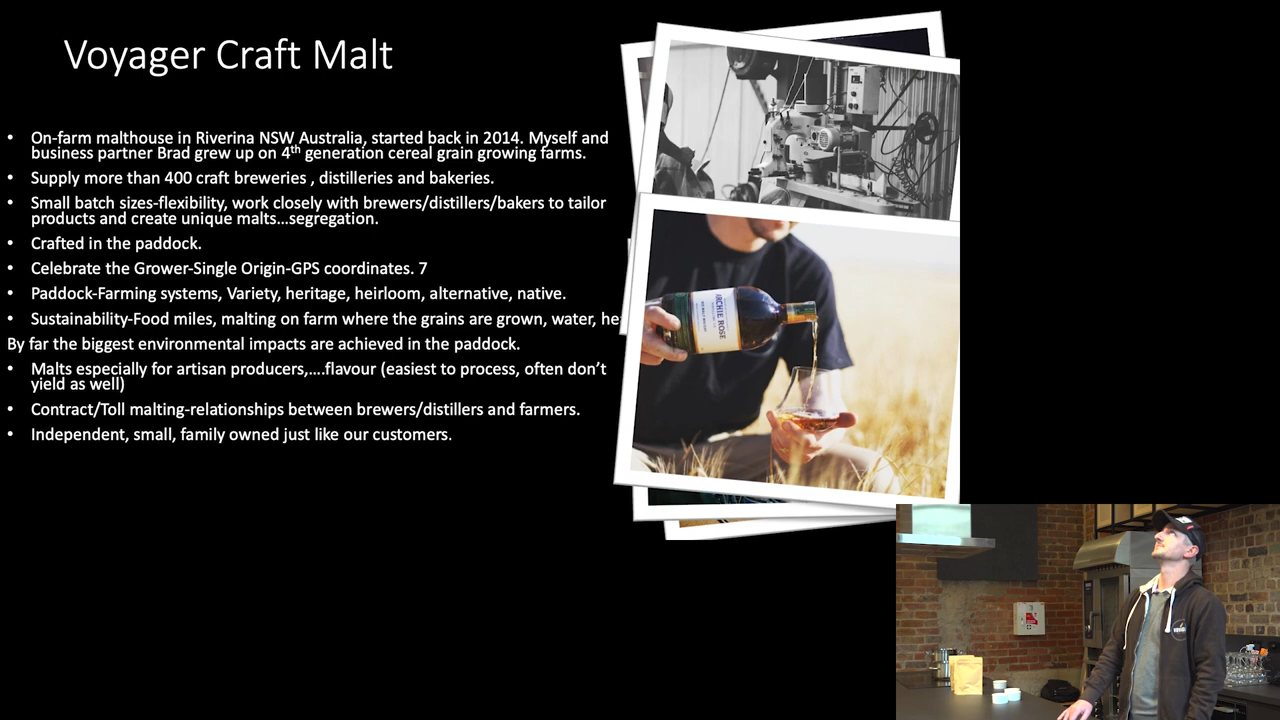 Voyager Craft Malt
• On-farm malthouse in Riverina NSW Australia, started back in 2014. Myself and
business partner Brad grew up on 4th generation cereal grain growing farms.
• Supply more than 400 craft breweries , distilleries and bakeries.
• Small batch sizes-flexibility, work closely with brewers/distillers/bakers to tailor
products and create unique malts...segregation.
• Crafted in the paddock.
• Celebrate the Grower-Single Origin-GPS coordinates. 7
• Paddock-Farming systems, Variety, heritage, heirloom, alternative, native.
• Sustainability-Food miles, malting on farm where the grains are grown, water,
By far the biggest environmental impacts are achieved in the paddock.
• Malts especially for artisan producers,....flavour (easiest to process, often don't
yield as well)
• Contract/Toll malting-relationships between brewers/distillers and farmers.
• Independent, small, family owned just like our customers.
ARCHIE ROSE